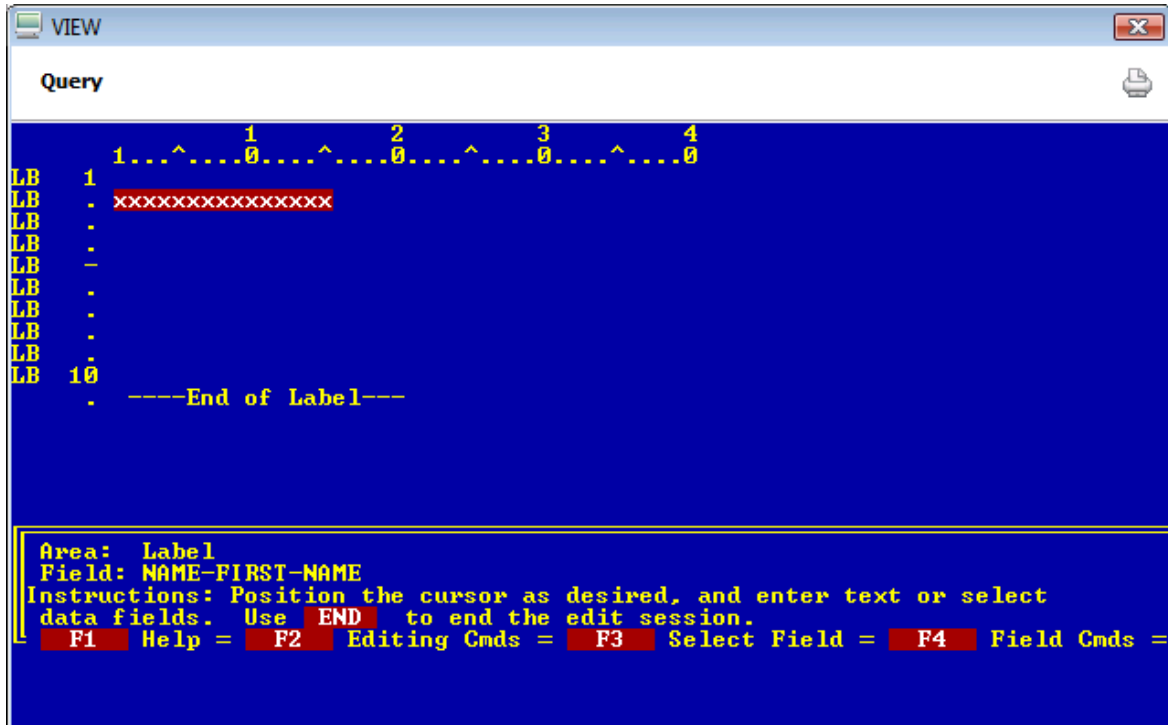 VIEW
Query
1 2 3 4
1...^....0....^....0....^....0....^....0
LB 1
LB . xxxxxxxxxxxxxxx
LB .
LB .
LB -
LB .
LB .
LB .
LB .
LB 10
. ----End of Label---
Area: Label
Field: NAME-FIRST-NAME
Instructions: Position the cursor as desired, and enter text or select
data fields. Use END to end the edit session.
F1 Help = F2 Editing Cmds = F3 Select Field = F4 Field Cmds =